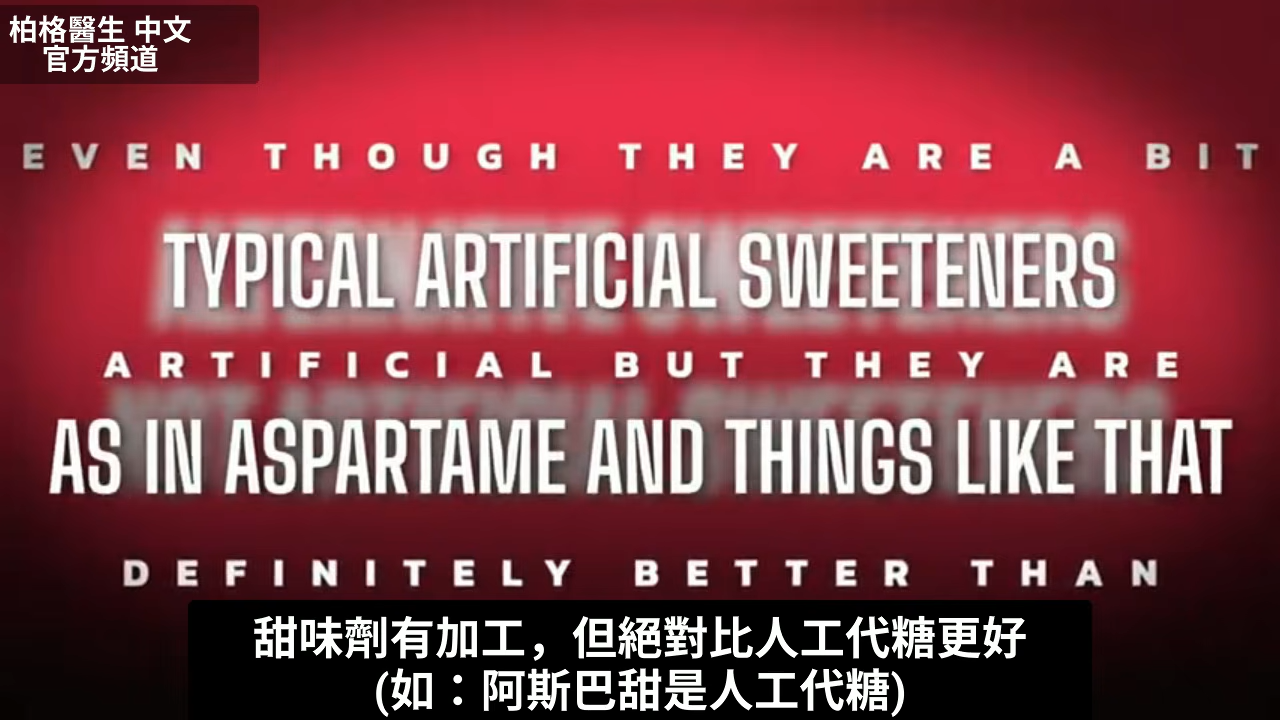 柏格醫生 中文
官方頻道
EVEN THOUGH THEY ARE A BIT
TYPICAL ARTIFICIAL SWEETENERS
ARTIFICIAL BUT THEY ARE
AS IN ASPARTAME AND THINGS LIKE THAT
DEFINITELY BETTER THAN
甜味劑有加工，但絕對比人工代糖更好
(如：阿斯巴甜是人工代糖)